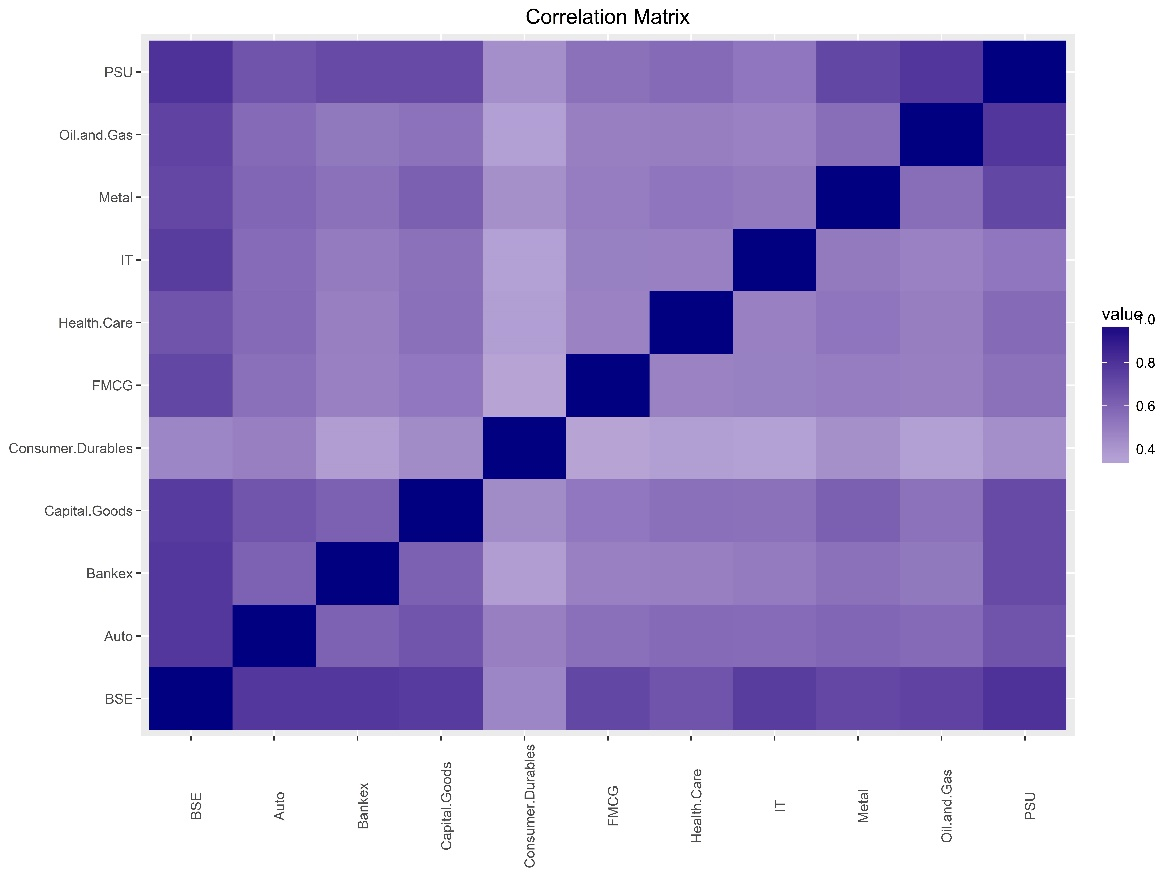 Correlation Matrix
PSU
Oil.and.Gas
Metal
IT
Health.Care
FMCG
Consumer.Durables
Capital.Goods
Bankex
Auto
BSE
BSE
Auto
Bankex
Capital.Goods
Consumer.Durables
FMCG
Health.Care
IT
Metal
Oil.and.Gas
PSU
value
1.0
0.8
0.6
0.4